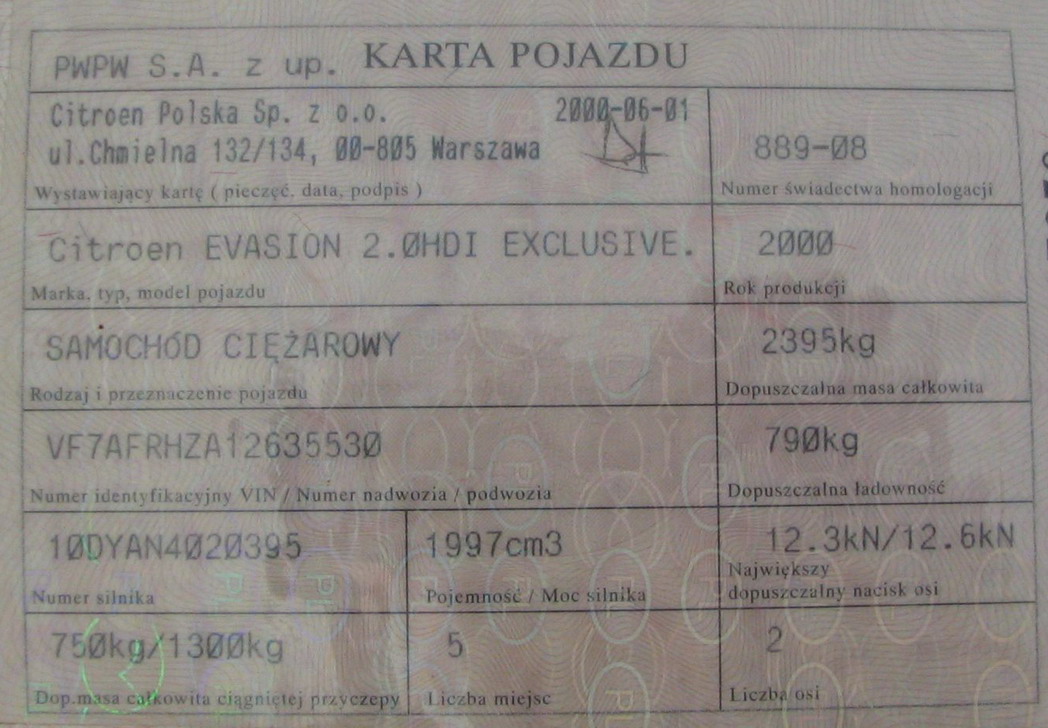 PWPW S.A. z up. KARTA POJAZDU
Citroen Polska Sp. z o.o. 2000-06-01
ul.Chmielna 132/134, 00-805 Warszawa 889-08
Wystawiający kartę ( pieczęć, data, podpis ) Numer świadectwa homologacji
Citroen EVASION 2.0HDI EXCLUSIVE. 2000
Marka, typ, model pojazdu Rok produkcji
SAMOCHÓD CIĘŻAROWY 2395kg
Rodzaj i przeznaczenie pojazdu Dopuszczalna masa całkowita
VF7AFRHZA12635530 790kg
Numer identyfikacyjny VIN / Numer nadwozia / podwozia Dopuszczalna ładowność
10DYAN4020395 1997cm3 12.3kN/12.6kN
Numer silnika Pojemność / Moc silnika Największy
dopuszczalny nacisk osi
750kg/1300kg 5 2
Dop.masa całkowita ciągniętej przyczepy Liczba miejsc Liczba osi